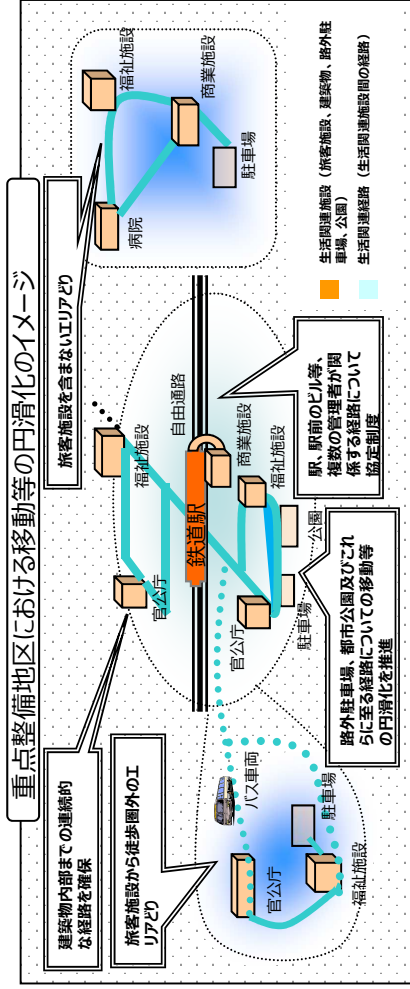 重点整備地区における移動等の円滑化のイメージ
建築物内部までの連続的
な経路を確保
旅客施設から徒歩圏外のエ
リアどり
旅客施設を含まないエリアどり
官公庁
福祉施設
鉄道駅
自由通路
商業施設
福祉施設
官公庁
駐車場
公園
バス車両
官公庁
駐車場
福祉施設
病院
福祉施設
商業施設
駐車場
路外駐車場、都市公園及びこれ
らに至る経路についての移動等
の円滑化を推進
駅、駅前のビル等、
複数の管理者が関
係する経路について
協定制度
生活関連施設（旅客施設、建築物、路外駐
車場、公園）
生活関連経路（生活関連施設間の経路）